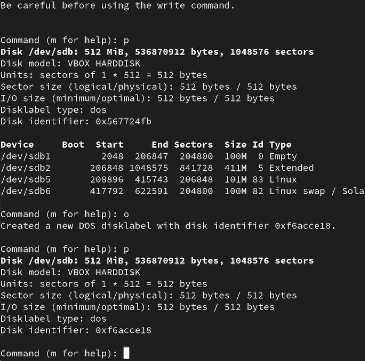 Be careful before using the write command.
Command (m for help): p
Disk /dev/sdb: 512 MiB, 536870912 bytes, 1048576 sectors
Disk model: VBOX HARDDISK
Units: sectors of 1 * 512 = 512 bytes
Sector size (logical/physical): 512 bytes / 512 bytes
I/O size (minimum/optimal): 512 bytes / 512 bytes
Disklabel type: dos
Disk identifier: 0x567724fb
Device Boot Start End Sectors Size Id Type
/dev/sdb1 2048 206847 204800 100M 0 Empty
/dev/sdb2 206848 1048575 841728 411M 5 Extended
/dev/sdb5 208896 415743 206848 101M 83 Linux
/dev/sdb6 417792 622591 204800 100M 82 Linux swap / Sola
Command (m for help): o
Created a new DOS disklabel with disk identifier 0xf6acce18.
Command (m for help): p
Disk /dev/sdb: 512 MiB, 536870912 bytes, 1048576 sectors
Disk model: VBOX HARDDISK
Units: sectors of 1 * 512 = 512 bytes
Sector size (logical/physical): 512 bytes / 512 bytes
I/O size (minimum/optimal): 512 bytes / 512 bytes
Disklabel type: dos
Disk identifier: 0xf6acce18
Command (m for help):